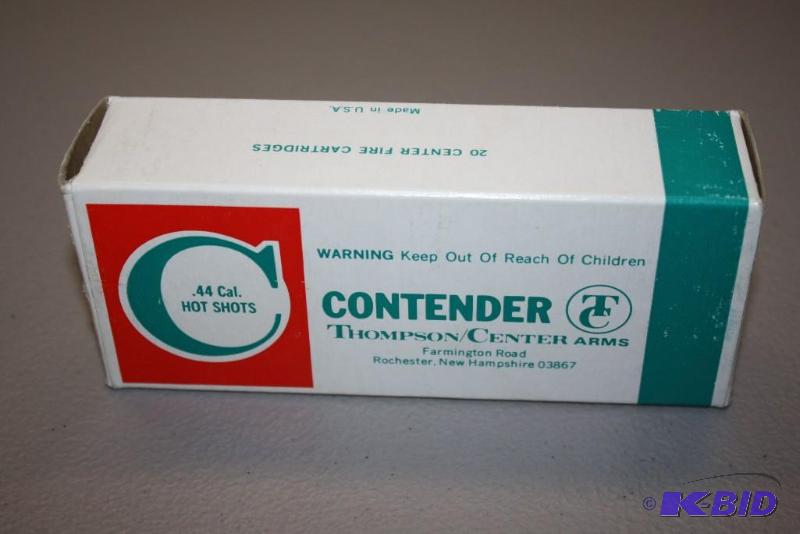 Made in U.S.A.
20 CENTER FIRE CARTRIDGES
WARNING Keep Out Of Reach Of Children
C
.44 Cal.
HOT SHOTS
CONTENDER TC
THOMPSON/CENTER ARMS
Farmington Road
Rochester, New Hampshire 03867
© K-BID